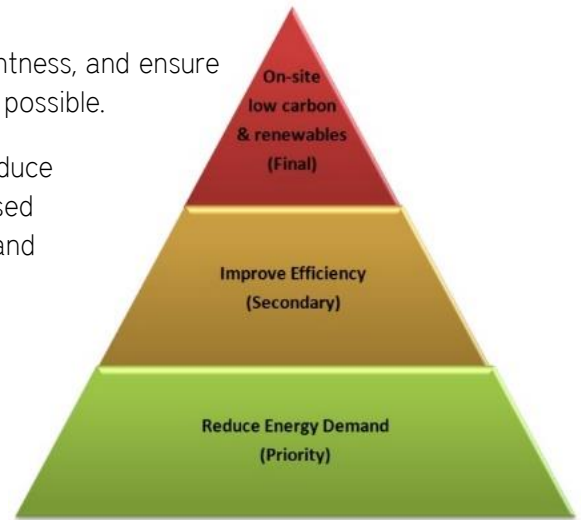 ntness, and ensure
possible.
duce
sed
and
On-site
low carbon
& renewables
(Final)
Improve Efficiency
(Secondary)
Reduce Energy Demand
(Priority)